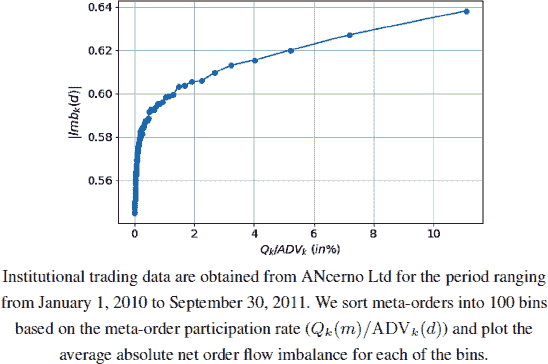 0.64
0.62
0.60
0.58
0.56
|Imbₖ(d)|
0 2 4 6 8 10
Qₖ/ADVₖ (in%)
Institutional trading data are obtained from ANcerno Ltd for the period ranging
from January 1, 2010 to September 30, 2011. We sort meta-orders into 100 bins
based on the meta-order participation rate (Qₖ(m)/ADVₖ(d)) and plot the
average absolute net order flow imbalance for each of the bins.